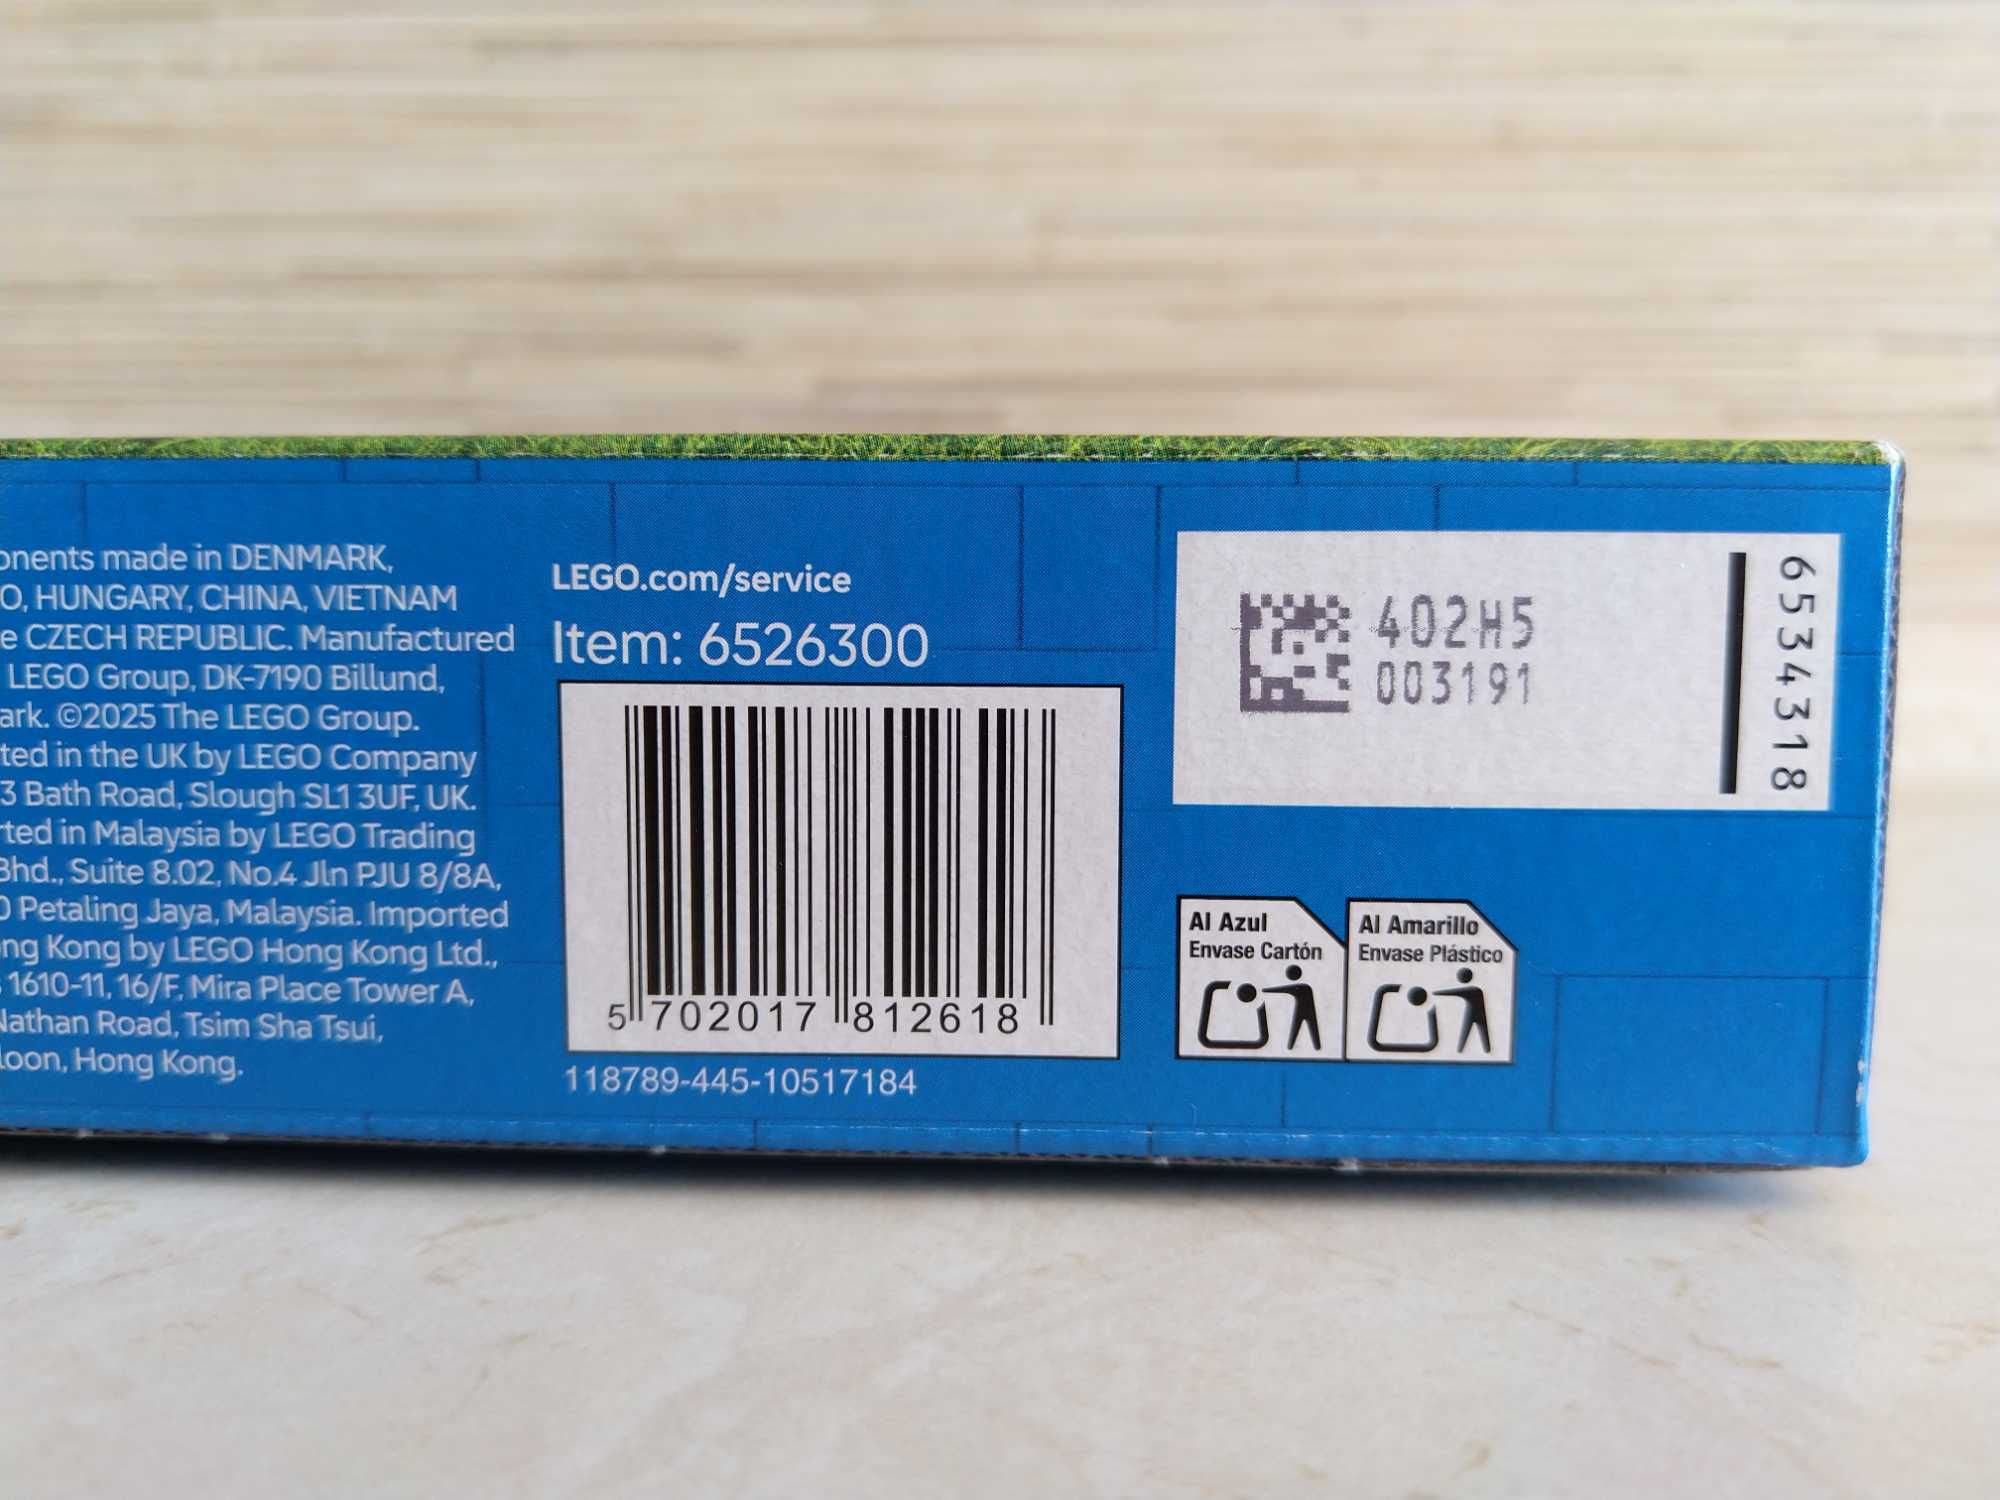 onents made in DENMARK,
O, HUNGARY, CHINA, VIETNAM
e CZECH REPUBLIC. Manufactured
LEGO Group, DK-7190 Billund,
ark. ©2025 The LEGO Group.
ted in the UK by LEGO Company
3 Bath Road, Slough SL1 3UF, UK.
rted in Malaysia by LEGO Trading
Bhd., Suite 8.02, No.4 Jln PJU 8/8A,
0 Petaling Jaya, Malaysia. Imported
ong Kong by LEGO Hong Kong Ltd.,
1610-11, 16/F, Mira Place Tower A,
Nathan Road, Tsim Sha Tsui,
loon, Hong Kong.
LEGO.com/service
Item: 6526300
5 702017 812618
118789-445-10517184
402H5
003191
6534318
Al Azul
Envase Cartón
Al Amarillo
Envase Plástico